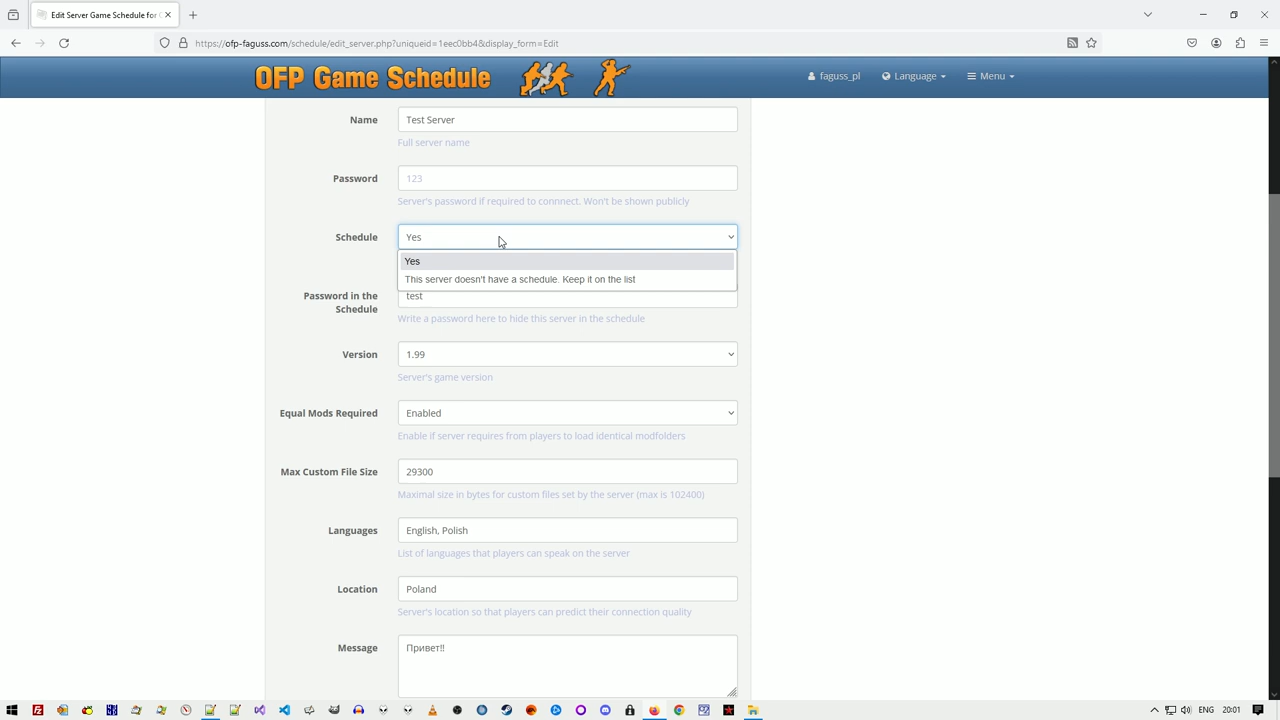 Edit Server Game Schedule for
https://ofp-faguss.com/schedule/edit_server.php?uniqueid=1eec0bb4&display_form=Edit
OFP Game Schedule
faguss_pl
Language
Menu
Name
Test Server
Full server name
Password
123
Server's password if required to connnect. Won't be shown publicly
Schedule
Yes
Yes
This server doesn't have a schedule. Keep it on the list
Password in the
Schedule
test
Write a password here to hide this server in the schedule
Version
1.99
Server's game version
Equal Mods Required
Enabled
Enable if server requires from players to load identical modfolders
Max Custom File Size
29300
Maximal size in bytes for custom files set by the server (max is 102400)
Languages
English, Polish
List of languages that players can speak on the server
Location
Poland
Server's location so that players can predict their connection quality
Message
Привет!!
ENG
20:01